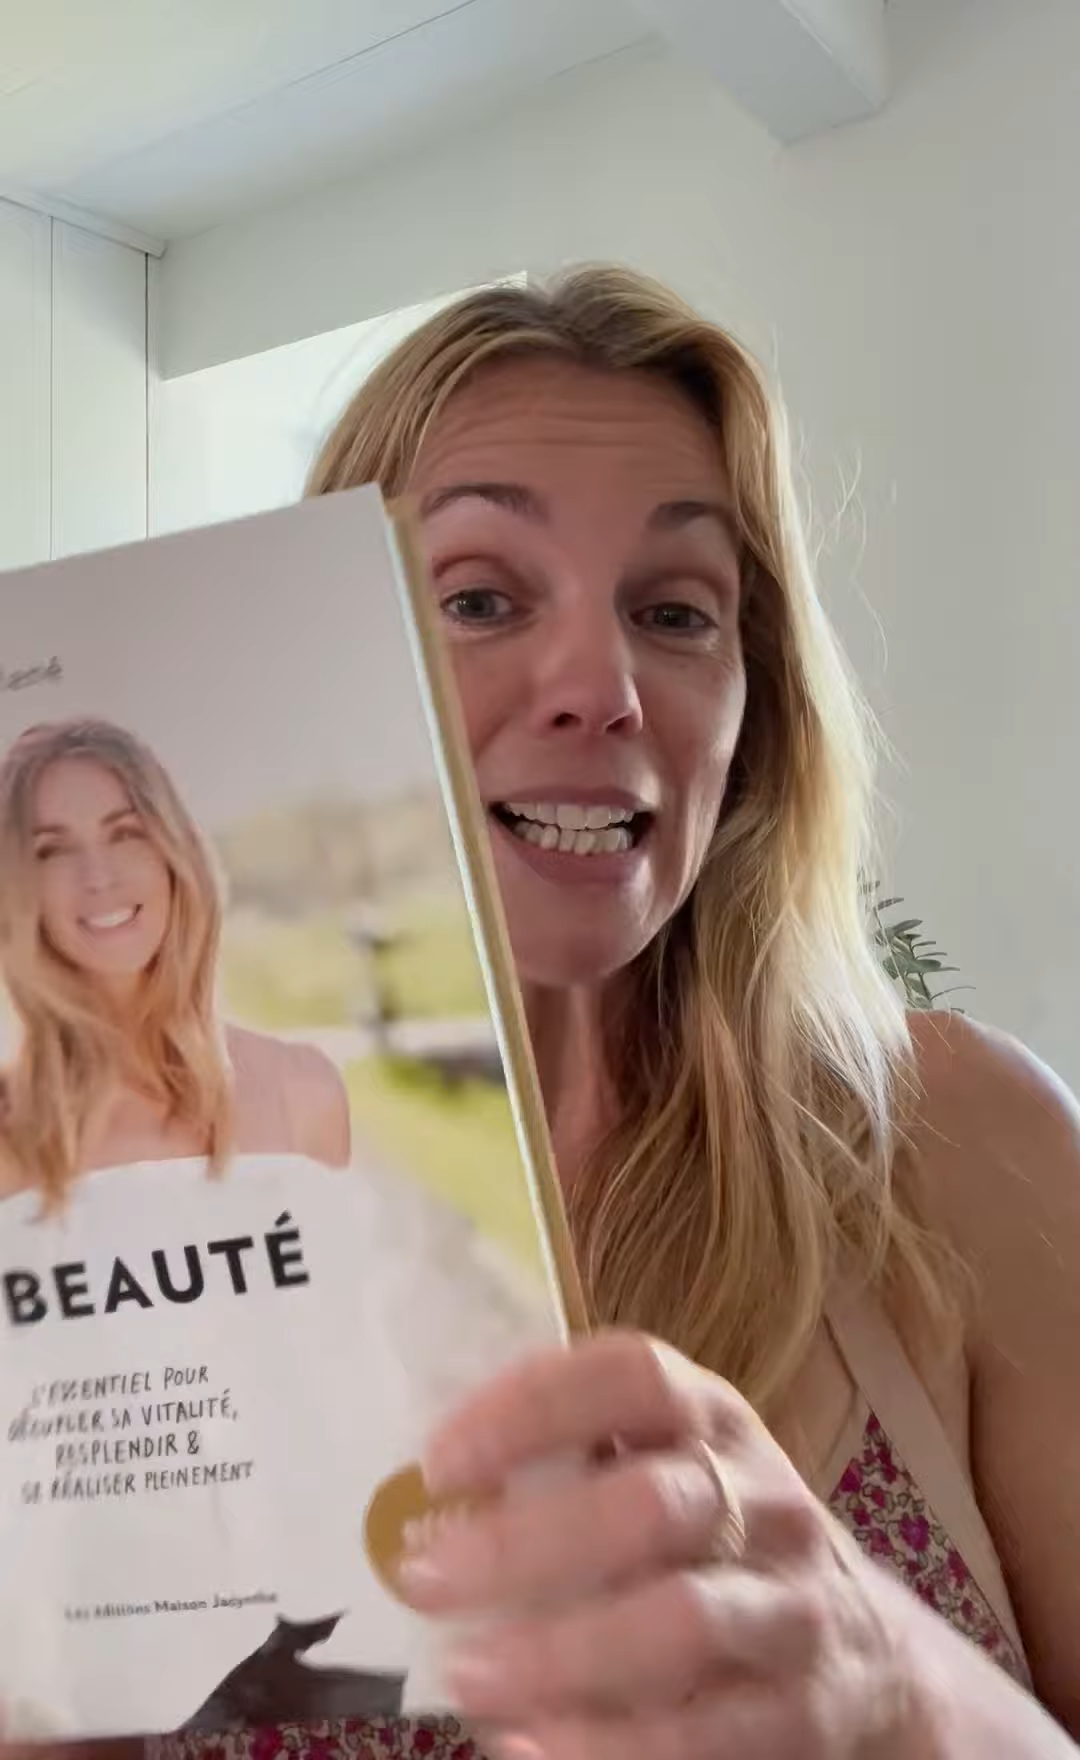 BEAUTÉ
L'ESSENTIEL POUR
DÉCUPLER SA VITALITÉ,
RESPLENDIR &
SE RÉALISER PLEINEMENT
Les éditions Maison Jacynthe